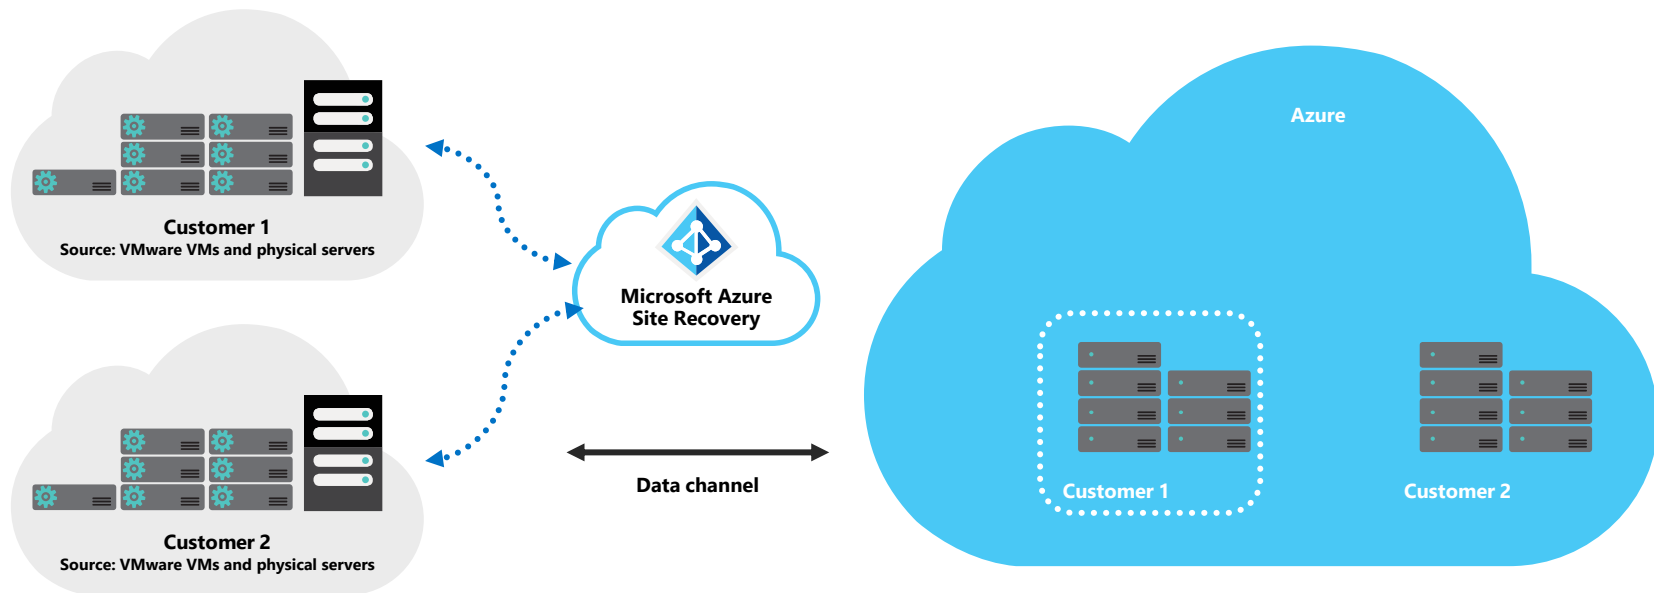 Customer 1
Source: VMware VMs and physical servers
Customer 2
Source: VMware VMs and physical servers
Microsoft Azure
Site Recovery
Data channel
Azure
Customer 1
Customer 2